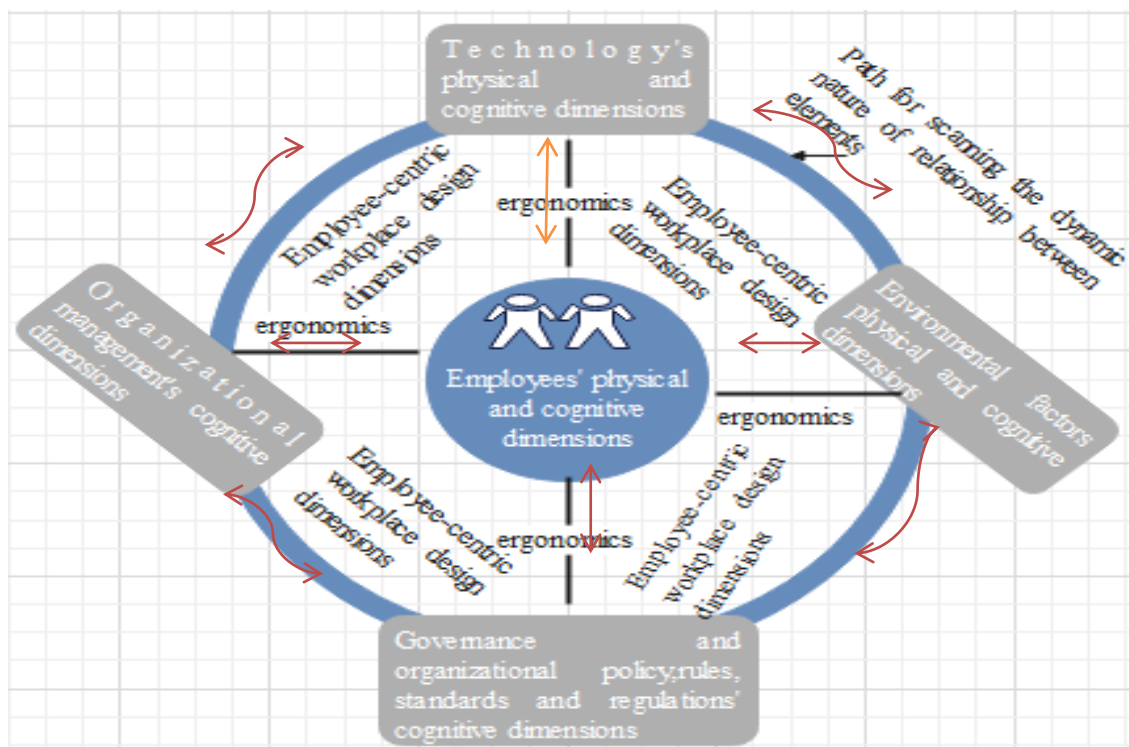 Technology's
physical and
cognitive dimensions
Path for scanning the dynamic
nature of relationship between
elements
Employee-centric
workplace design
dimensions
ergonomics
Employee-centric
workplace design
dimensions
Organizational
management's cognitive
dimensions
ergonomics
Employees' physical
and cognitive
dimensions
Environmental factors
physical and cognitive
dimensions
ergonomics
Employee-centric
workplace design
dimensions
ergonomics
Employee-centric
workplace design
dimensions
Governance and
organizational policy,rules,
standards and regulations'
cognitive dimensions